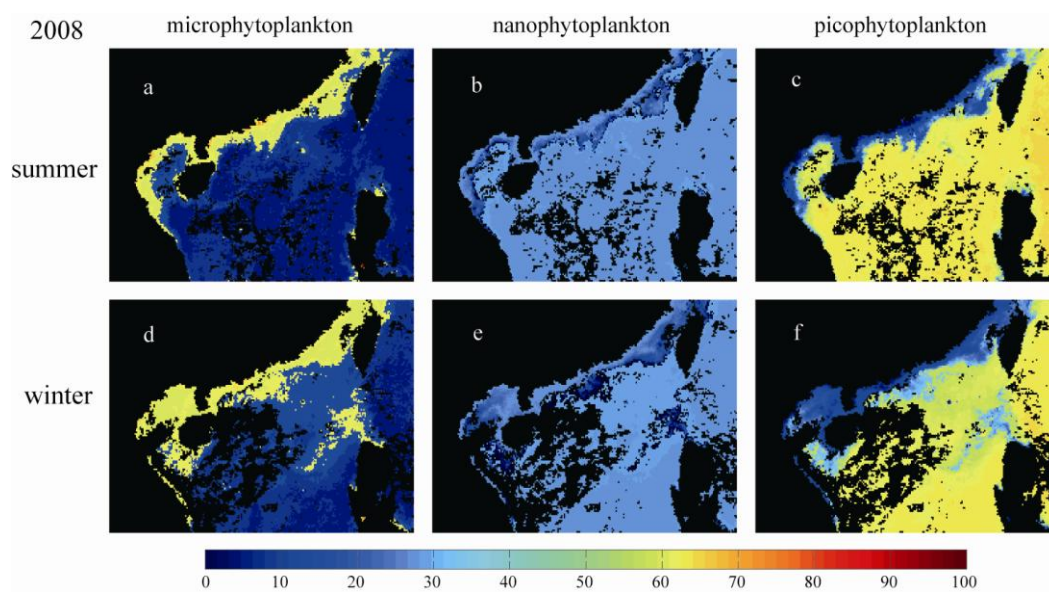 2008 microphytoplankton nanophytoplankton picophytoplankton
a b c
summer
d e f
winter
0 10 20 30 40 50 60 70 80 90 100